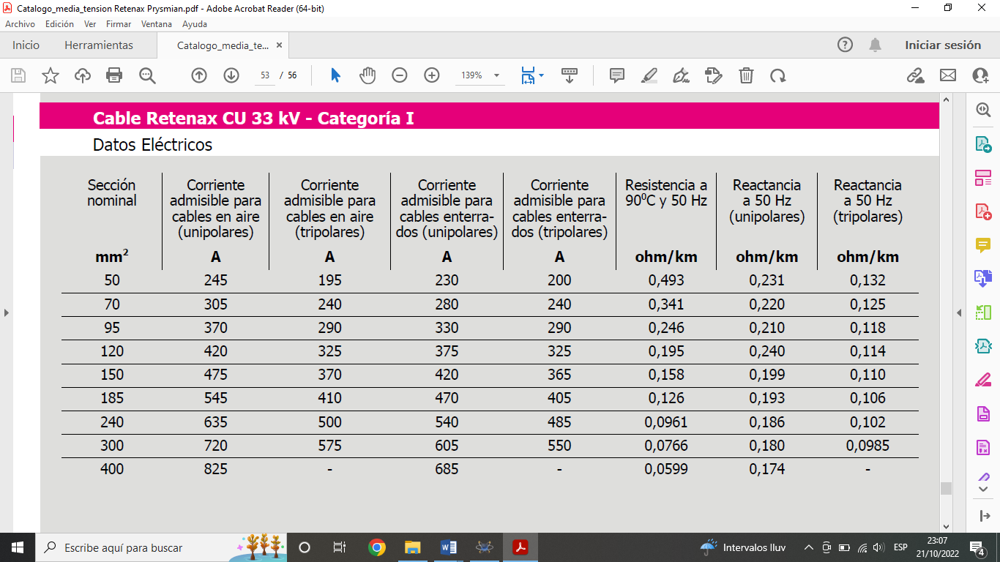 Catalogo_media_tension Retenax Prysmian.pdf - Adobe Acrobat Reader (64-bit)
Archivo Edición Ver Firmar Ventana Ayuda
Inicio Herramientas Catalogo_media_te... × Iniciar sesión
53 / 56 139%
Cable Retenax CU 33 kV - Categoría I
Datos Eléctricos
Sección nominal mm²
Corriente admisible para cables en aire (unipolares) A
Corriente admisible para cables en aire (tripolares) A
Corriente admisible para cables enterra-dos (unipolares) A
Corriente admisible para cables enterra-dos (tripolares) A
Resistencia a 90⁰C y 50 Hz ohm/km
Reactancia a 50 Hz (unipolares) ohm/km
Reactancia a 50 Hz (tripolares) ohm/km
50 245 195 230 200 0,493 0,231 0,132
70 305 240 280 240 0,341 0,220 0,125
95 370 290 330 290 0,246 0,210 0,118
120 420 325 375 325 0,195 0,240 0,114
150 475 370 420 365 0,158 0,199 0,110
185 545 410 470 405 0,126 0,193 0,106
240 635 500 540 485 0,0961 0,186 0,102
300 720 575 605 550 0,0766 0,180 0,0985
400 825 - 685 - 0,0599 0,174 -
Escribe aquí para buscar
Intervalos lluv
ESP
23:07
21/10/2022
4